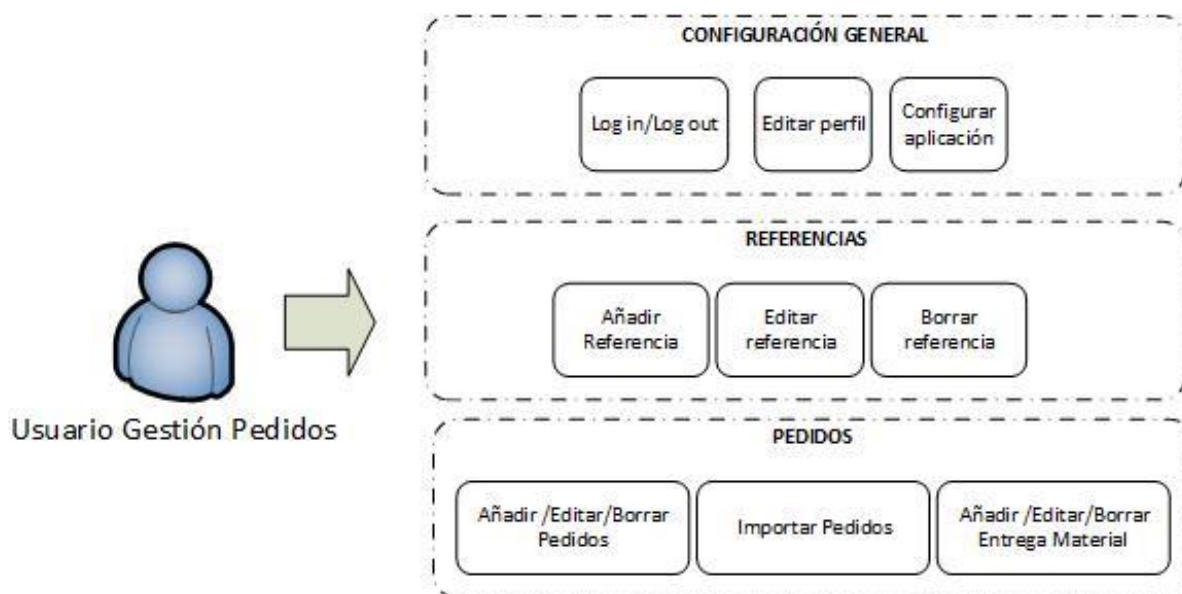 CONFIGURACIÓN GENERAL
Log in/Log out
Editar perfil
Configurar
aplicación
REFERENCIAS
Añadir
Referencia
Editar
referencia
Borrar
referencia
Usuario Gestión Pedidos
PEDIDOS
Añadir /Editar/Borrar
Pedidos
Importar Pedidos
Añadir /Editar/Borrar
Entrega Material